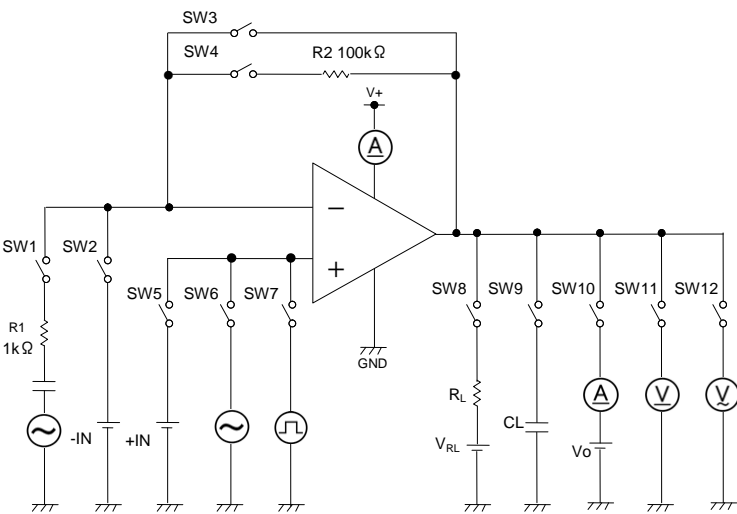 SW3
SW4
R2 100kΩ
V+
A
−
+
SW1
SW2
SW5
SW6
SW7
SW8
SW9
SW10
SW11
SW12
R1
1kΩ
GND
-IN
+IN
RL
VRL
CL
A
Vo
V
V